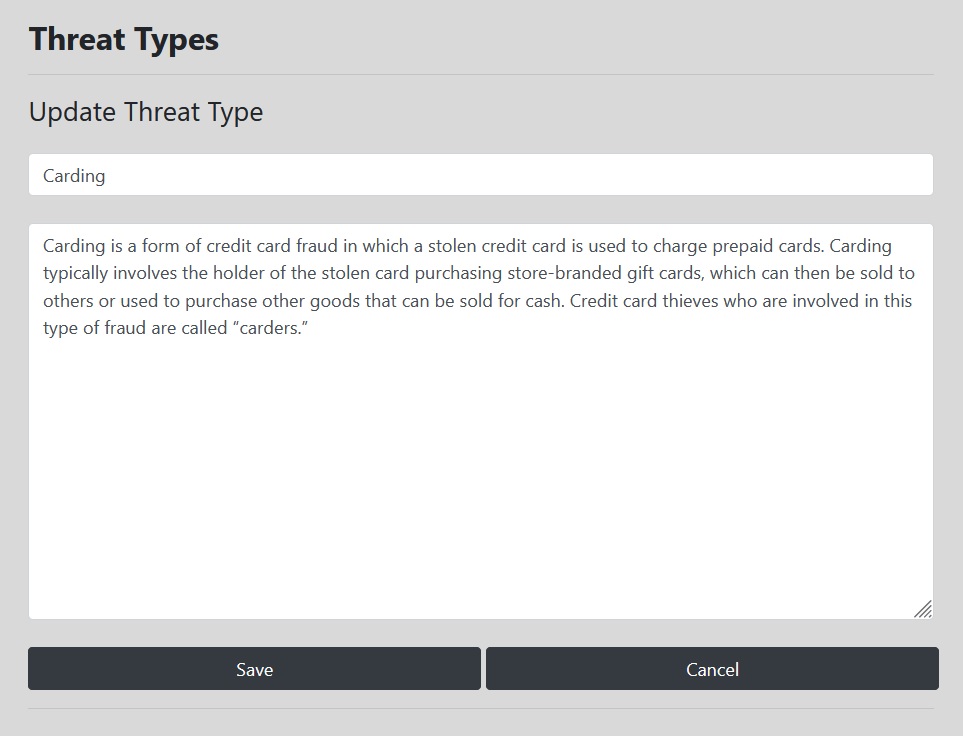 Threat Types
Update Threat Type
Carding
Carding is a form of credit card fraud in which a stolen credit card is used to charge prepaid cards. Carding
typically involves the holder of the stolen card purchasing store-branded gift cards, which can then be sold to
others or used to purchase other goods that can be sold for cash. Credit card thieves who are involved in this
type of fraud are called “carders.”
Save
Cancel